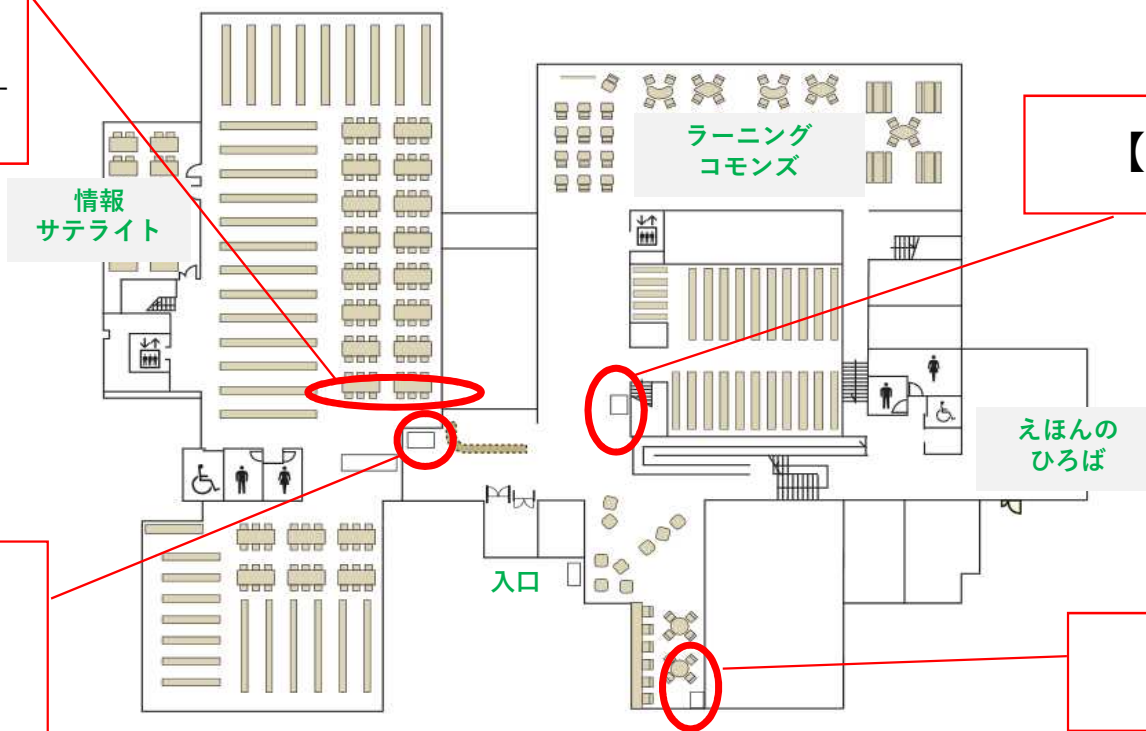 ラーニング
コモンズ
【
情報
サテライト
えほんの
ひろば
入口